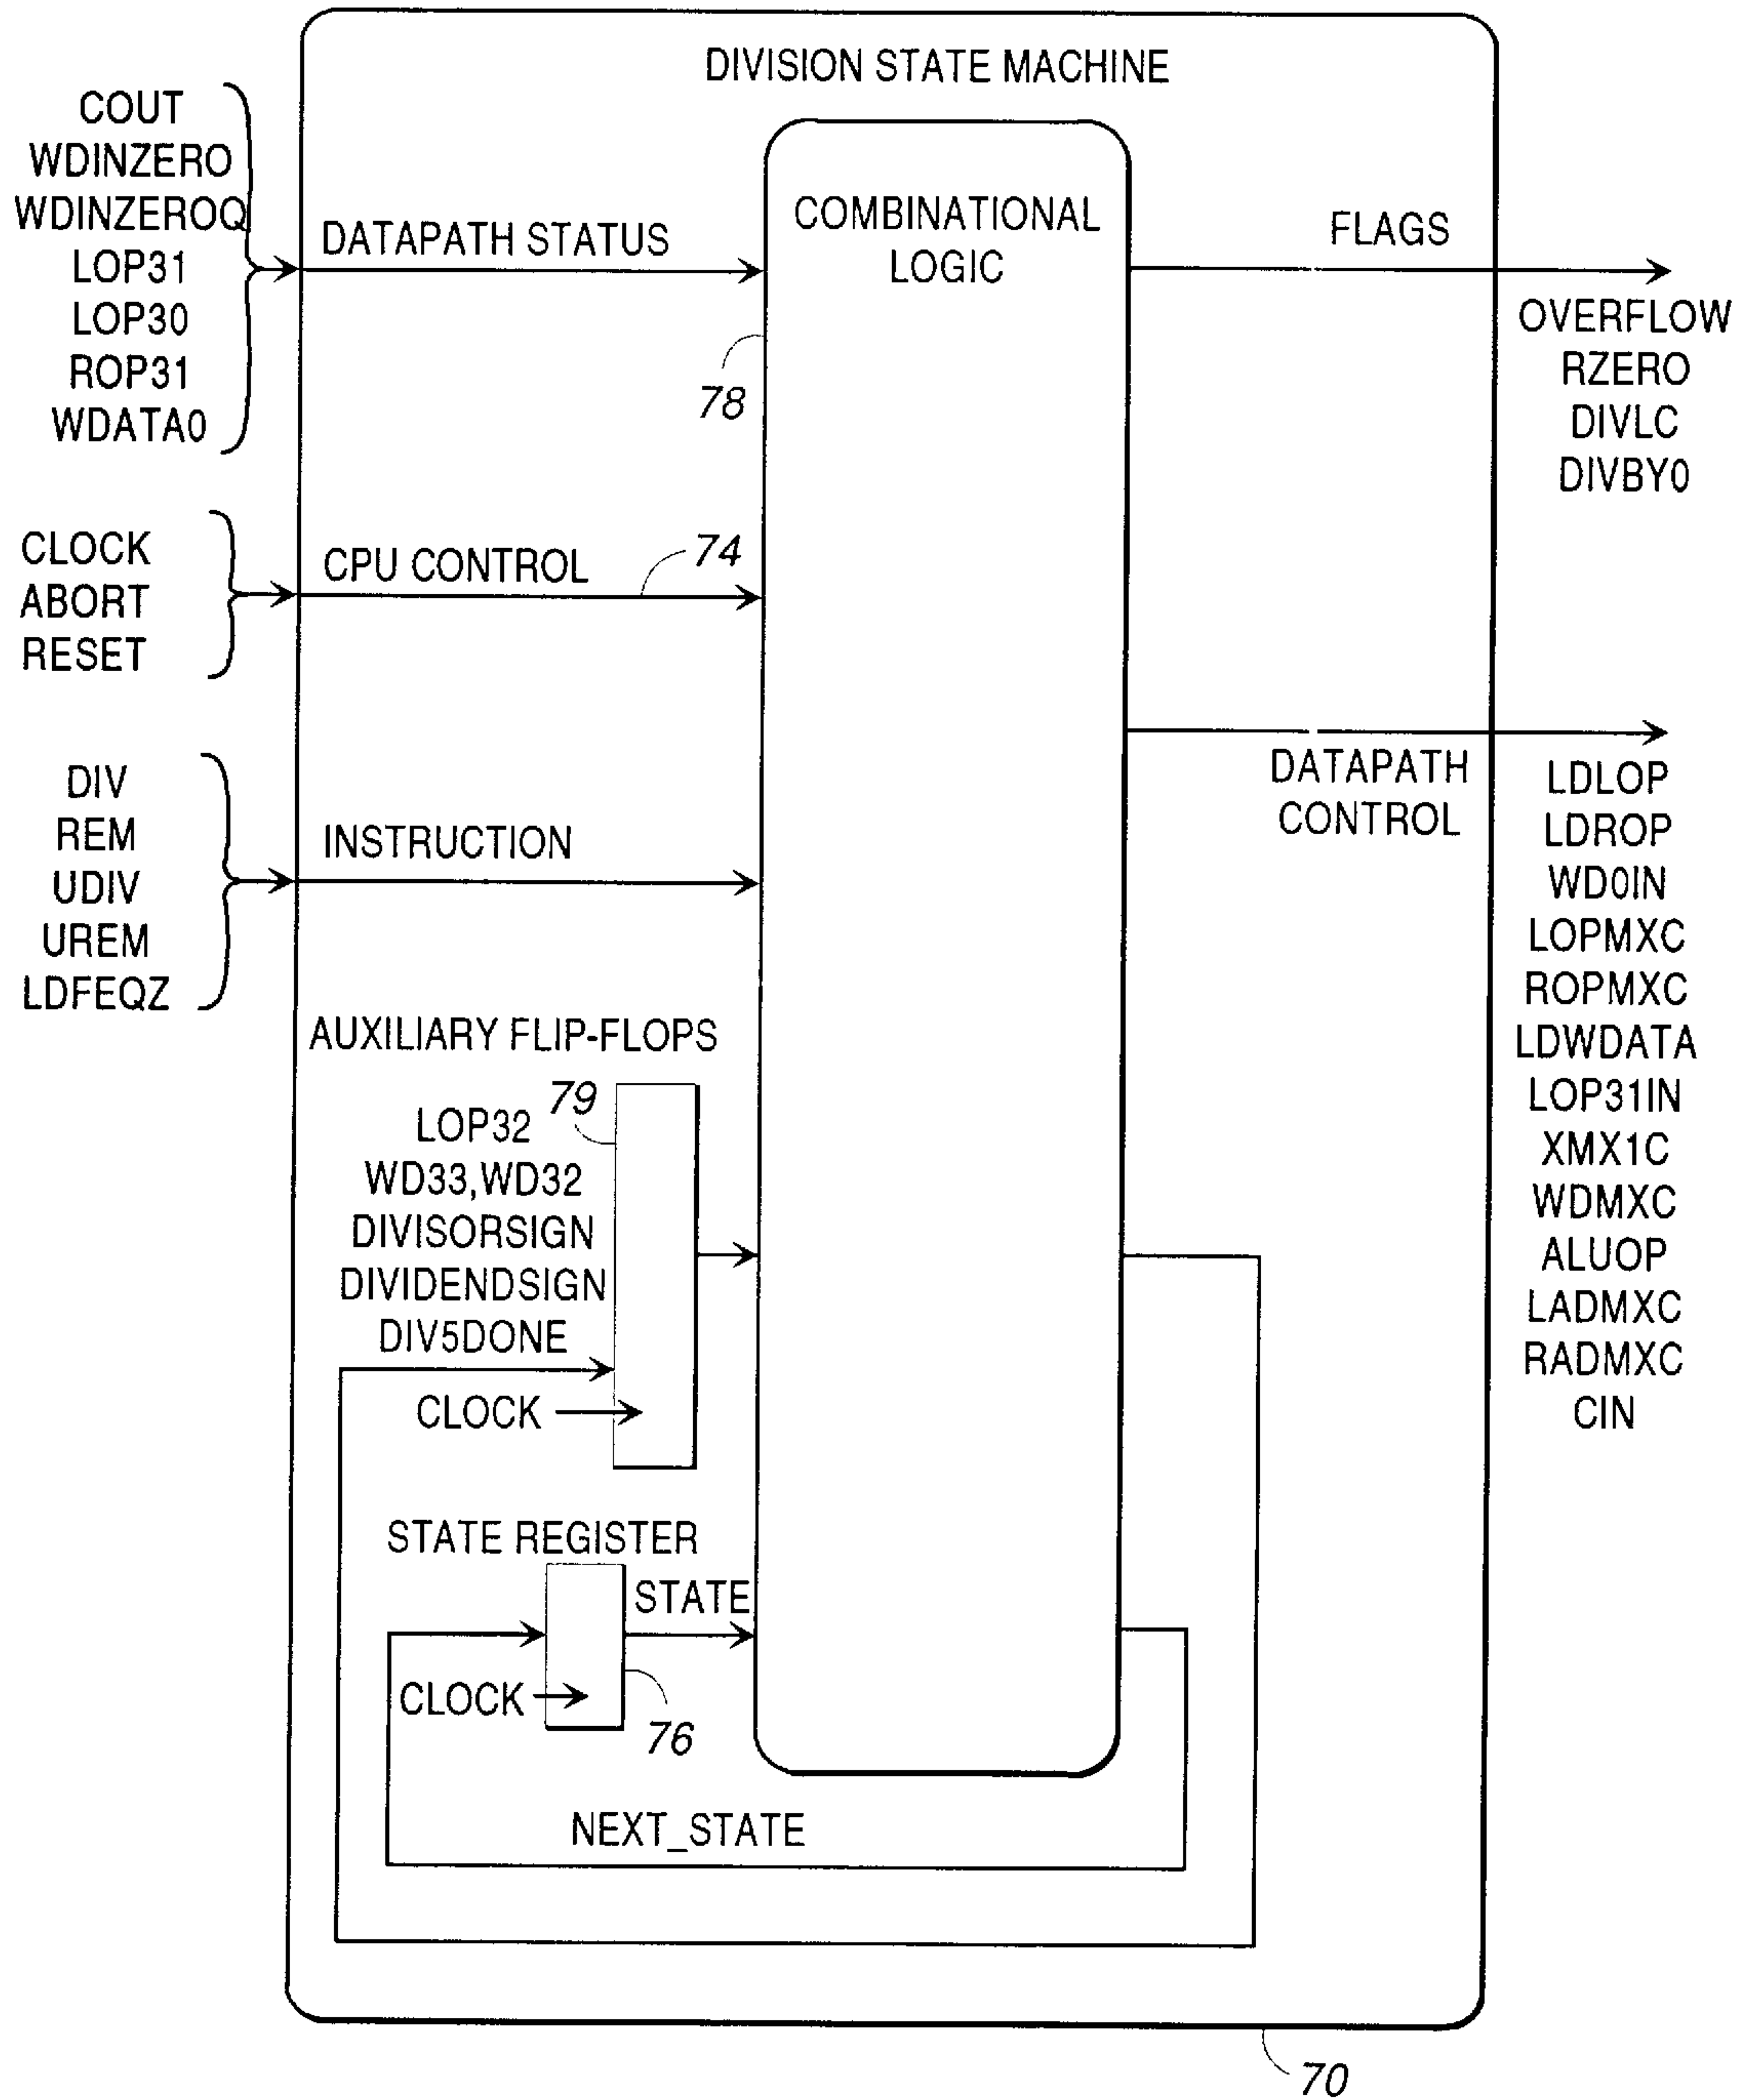 DIVISION STATE MACHINE
COUT
WDINZERO
WDINZEROQ
LOP31
LOP30
ROP31
WDATA0
DATAPATH STATUS
COMBINATIONAL
LOGIC
78
FLAGS
OVERFLOW
RZERO
DIVLC
DIVBY0
CLOCK
ABORT
RESET
CPU CONTROL
74
DIV
REM
UDIV
UREM
LDFEQZ
INSTRUCTION
DATAPATH
CONTROL
LDLOP
LDROP
WD0IN
LOPMXC
ROPMXC
LDWDATA
LOP31IN
XMX1C
WDMXC
ALUOP
LADMXC
RADMXC
CIN
AUXILIARY FLIP-FLOPS
79
LOP32
WD33,WD32
DIVISORSIGN
DIVIDENDSIGN
DIV5DONE
CLOCK
STATE REGISTER
STATE
CLOCK
76
NEXT_STATE
70